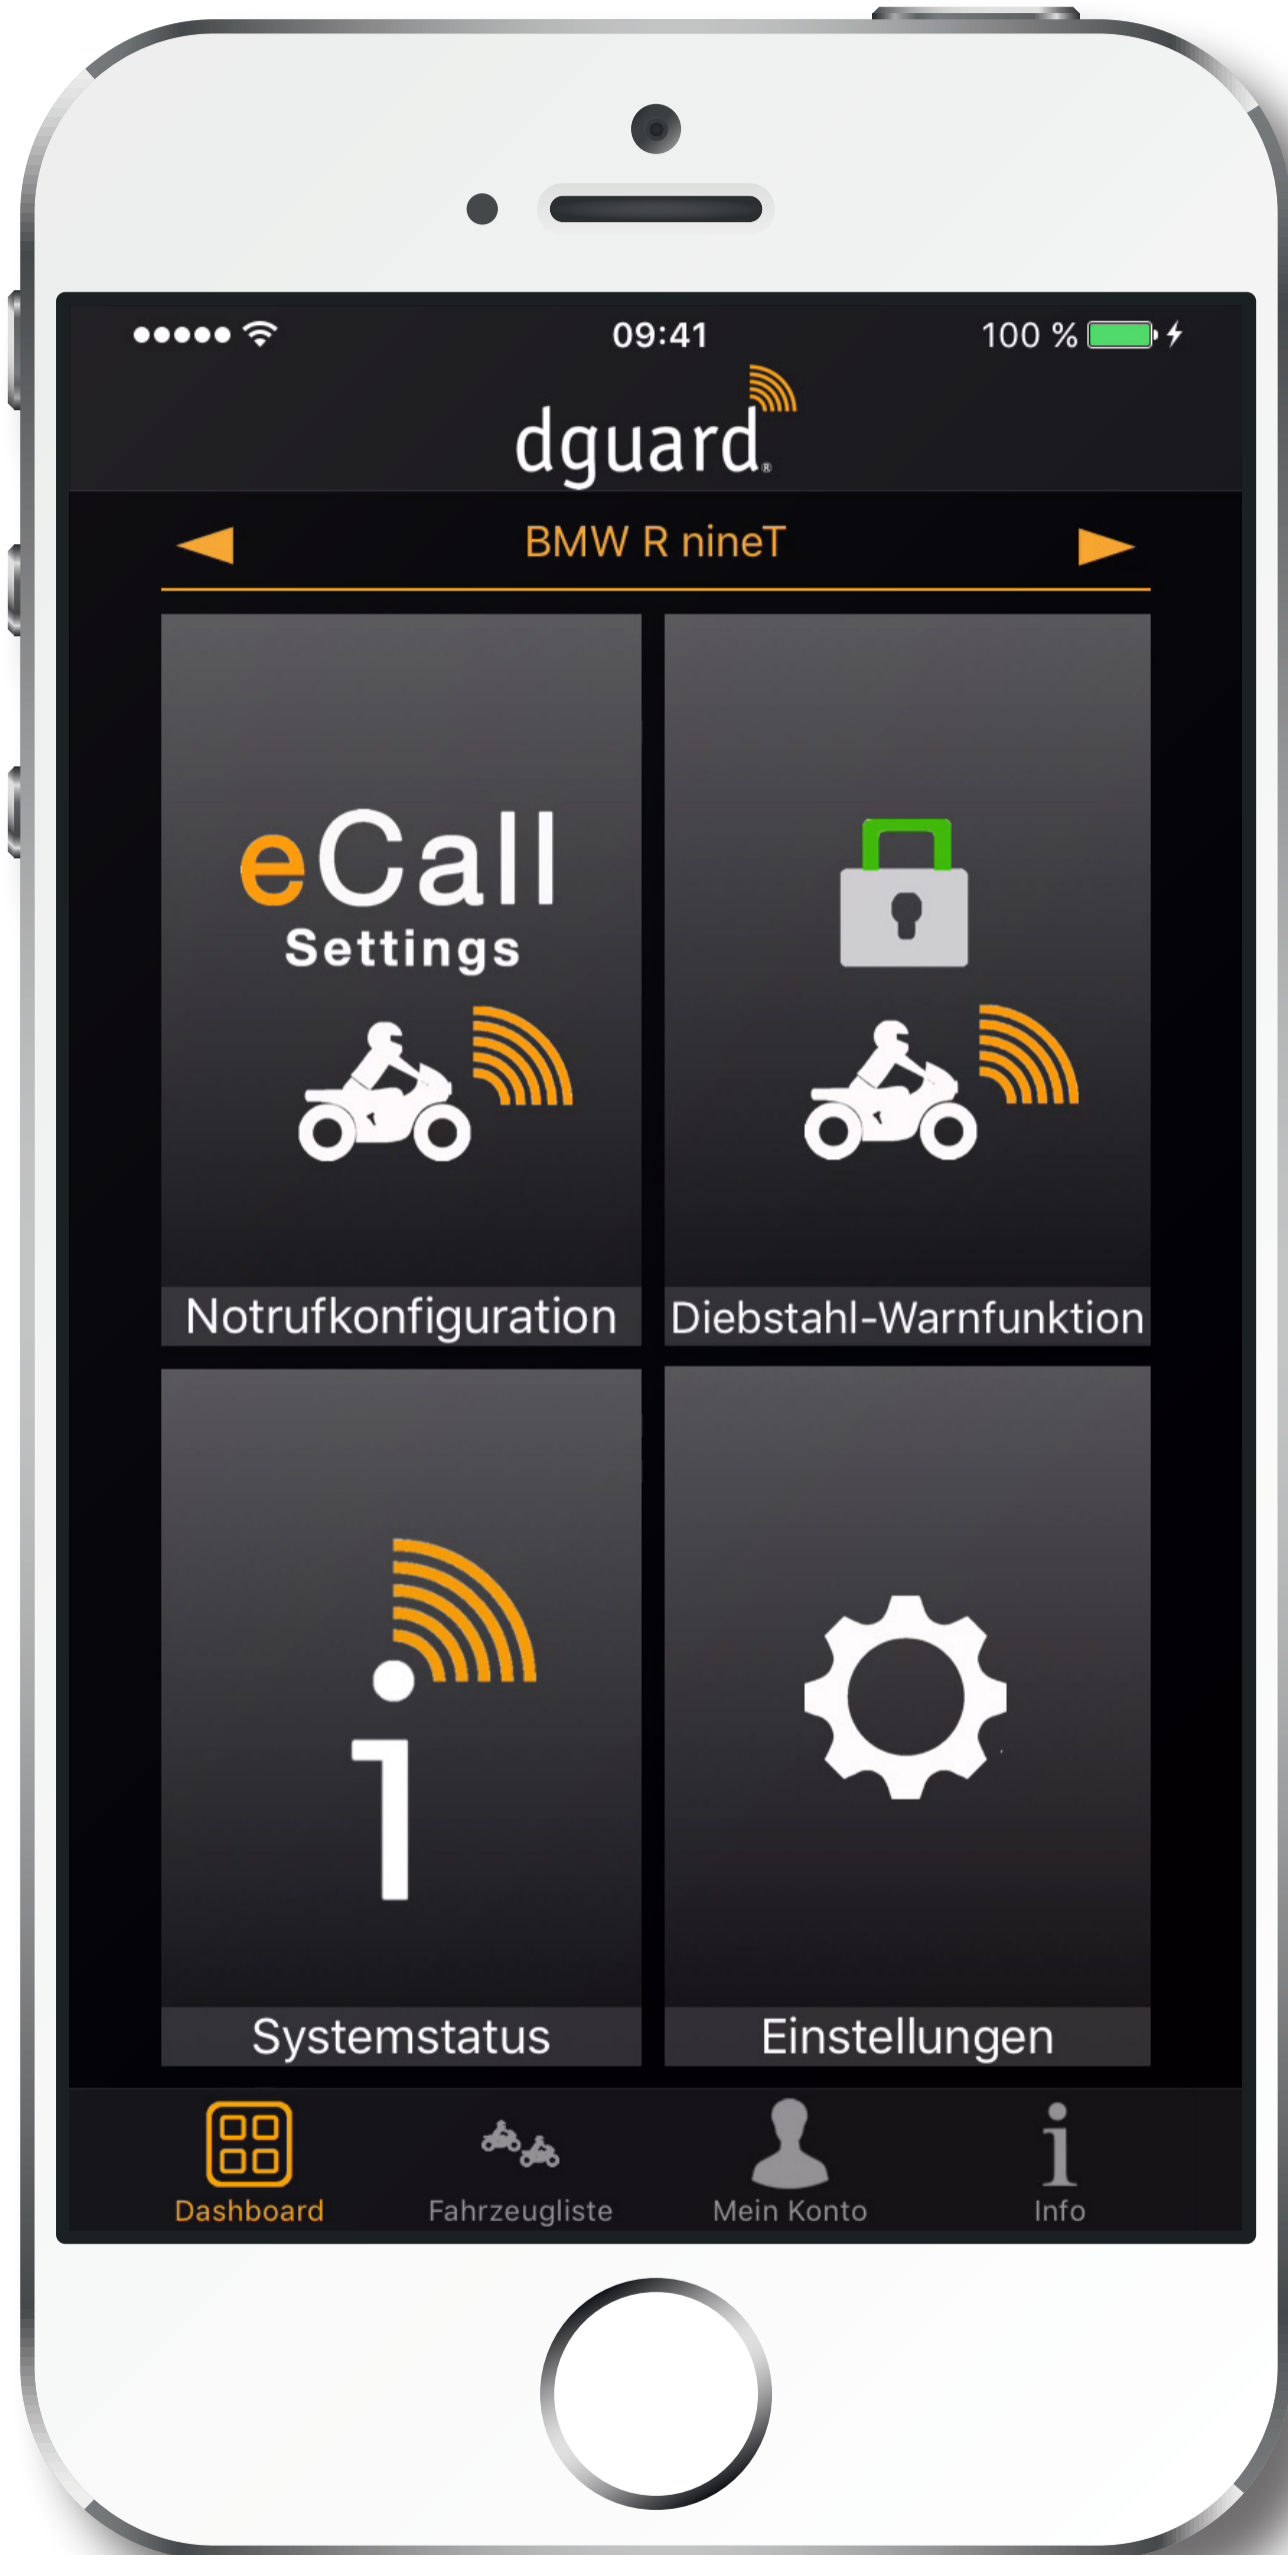 09:41
100 %
dguard®
BMW R nineT
eCall
Settings
Notrufkonfiguration
Diebstahl-Warnfunktion
Systemstatus
Einstellungen
Dashboard
Fahrzeugliste
Mein Konto
Info